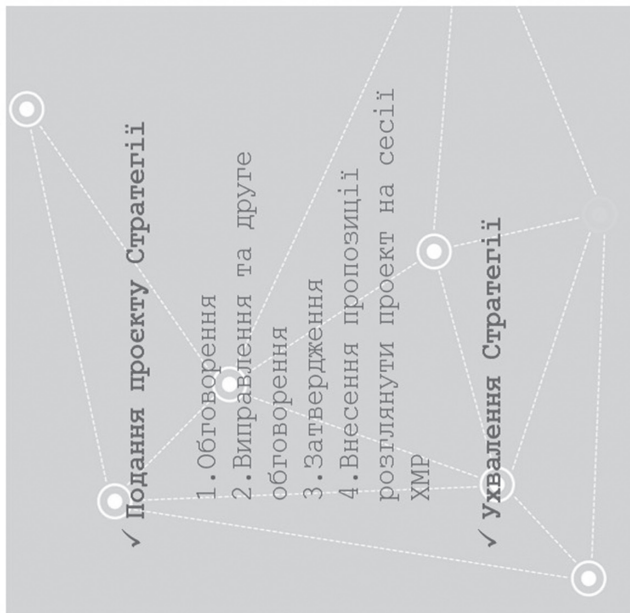 ✓ Подання проєкту Стратегії
1.Обговорення
2.Виправлення та друге
обговорення
3.Затвердження
4.Внесення пропозиції
розглянути проект на сесії
ХМР
✓ Ухвалення Стратегії